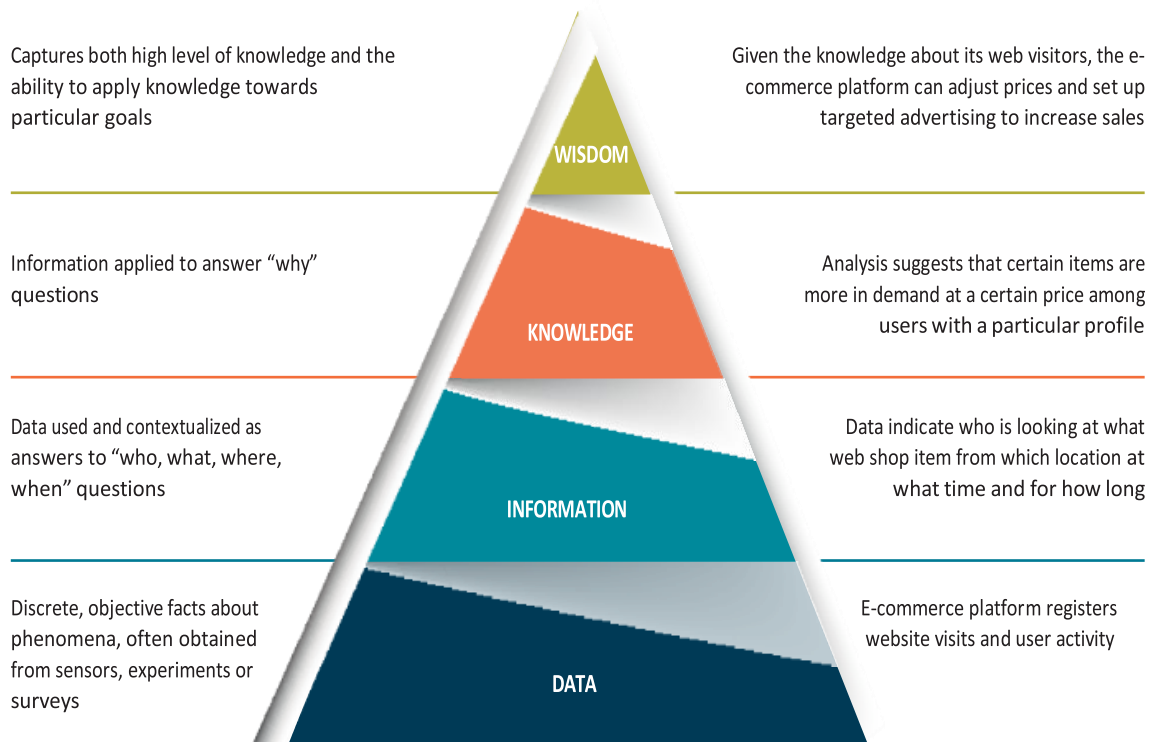 Captures both high level of knowledge and the
ability to apply knowledge towards
particular goals
Given the knowledge about its web visitors, the e-
commerce platform can adjust prices and set up
targeted advertising to increase sales
WISDOM
Information applied to answer “why”
questions
Analysis suggests that certain items are
more in demand at a certain price among
users with a particular profile
KNOWLEDGE
Data used and contextualized as
answers to “who, what, where,
when” questions
Data indicate who is looking at what
web shop item from which location at
what time and for how long
INFORMATION
Discrete, objective facts about
phenomena, often obtained
from sensors, experiments or
surveys
E-commerce platform registers
website visits and user activity
DATA